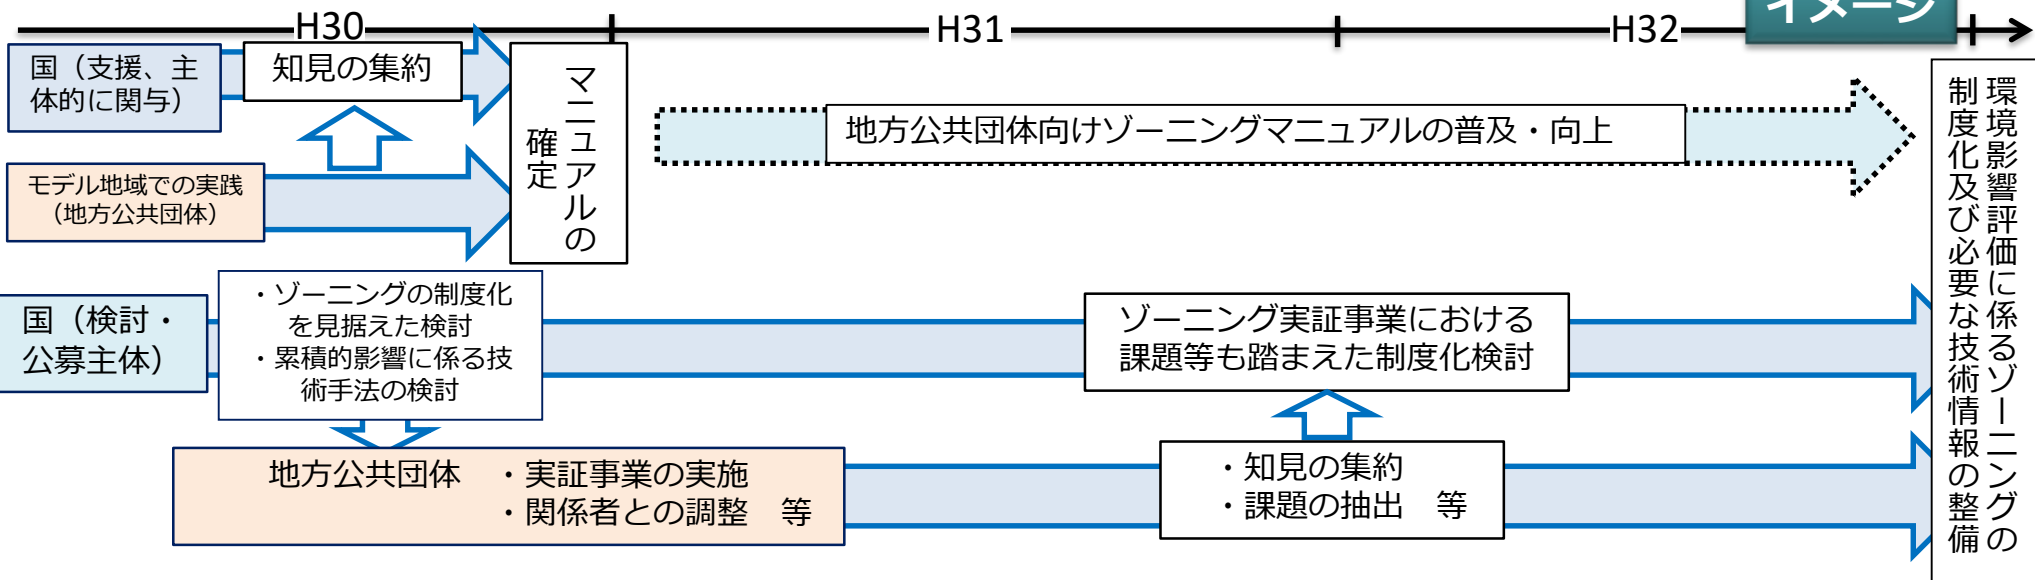 イメージ
H30
H31
H32
国（支援、主
体的に関与）
知見の集約
マニュアルの
確定
地方公共団体向けゾーニングマニュアルの普及・向上
環境影響評価に係るゾーニングの
制度化及び必要な技術情報の整備
モデル地域での実践
（地方公共団体）
国（検討・
公募主体）
・ゾーニングの制度化
を見据えた検討
・累積的影響に係る技
術手法の検討
ゾーニング実証事業における
課題等も踏まえた制度化検討
地方公共団体　・実証事業の実施
・関係者との調整　等
・知見の集約
・課題の抽出　等